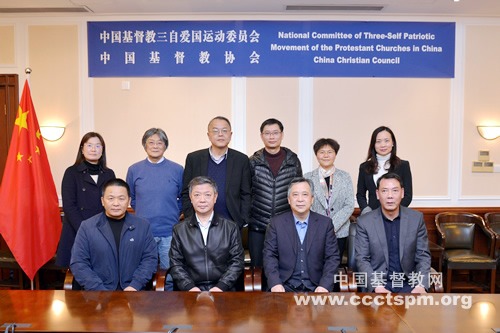 中国基督教三自爱国运动委员会
中国基督教协会
National Committee of Three-Self Patriotic
Movement of the Protestant Churches in China
China Christian Council
中国基督教网
www.ccctspm.org